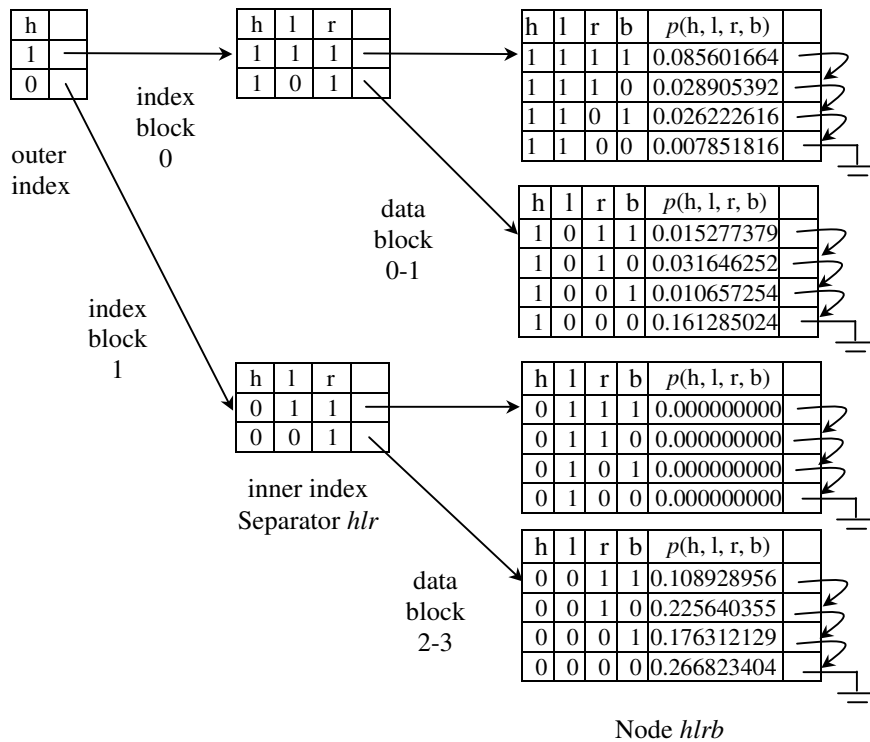 h
1
0
outer
index
index
block
0
index
block
1
h l r
1 1 1
1 0 1
h l r
0 1 1
0 0 1
inner index
Separator hlr
data
block
0-1
data
block
2-3
h l r b p(h, l, r, b)
1 1 1 1 0.085601664
1 1 1 0 0.028905392
1 1 0 1 0.026222616
1 1 0 0 0.007851816
h l r b p(h, l, r, b)
1 0 1 1 0.015277379
1 0 1 0 0.031646252
1 0 0 1 0.010657254
1 0 0 0 0.161285024
h l r b p(h, l, r, b)
0 1 1 1 0.000000000
0 1 1 0 0.000000000
0 1 0 1 0.000000000
0 1 0 0 0.000000000
h l r b p(h, l, r, b)
0 0 1 1 0.108928956
0 0 1 0 0.225640355
0 0 0 1 0.176312129
0 0 0 0 0.266823404
Node hlrb